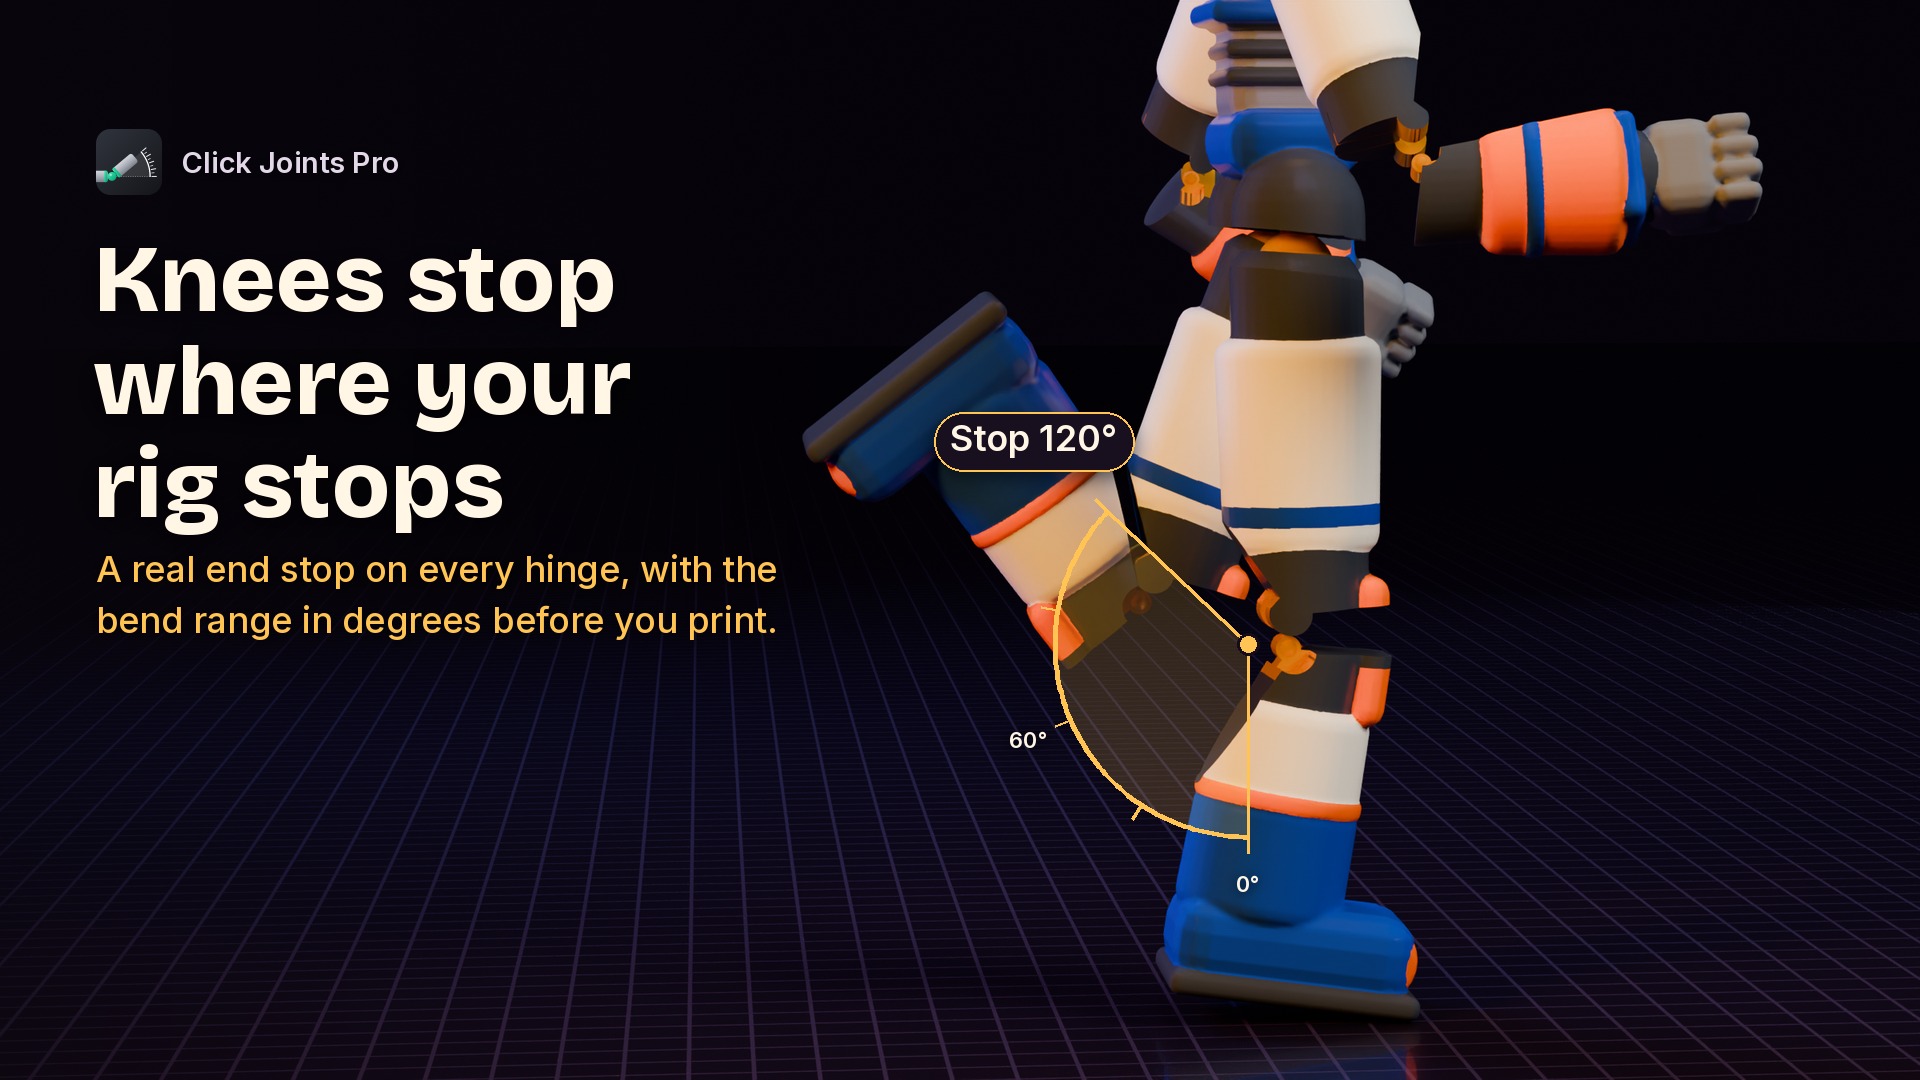 Click Joints Pro
Knees stop
where your
rig stops
A real end stop on every hinge, with the
bend range in degrees before you print.
Stop 120°
60°
0°